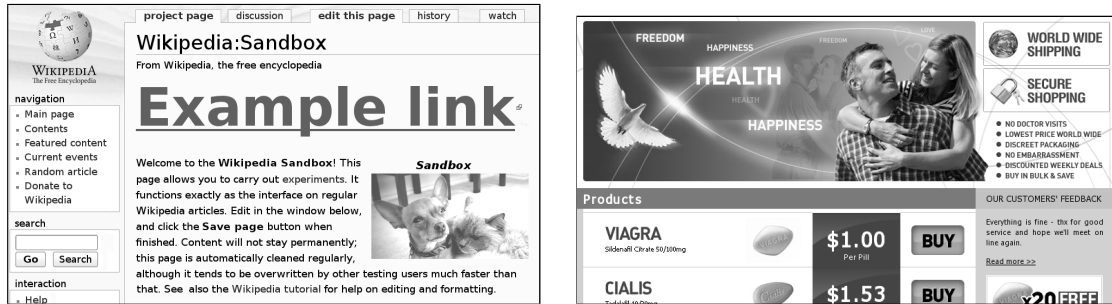 project page
discussion
edit this page
history
watch
WIKIPEDIA
The Free Encyclopedia
Wikipedia:Sandbox
From Wikipedia, the free encyclopedia
Example link
navigation
Main page
Contents
Featured content
Current events
Random article
Donate to
Wikipedia
search
Go Search
interaction
Help
Welcome to the Wikipedia Sandbox! This
page allows you to carry out experiments. It
functions exactly as the interface on regular
Wikipedia articles. Edit in the window below,
and click the Save page button when
finished. Content will not stay permanently;
this page is automatically cleaned regularly,
although it tends to be overwritten by other testing users much faster than
that. See also the Wikipedia tutorial for help on editing and formatting.
Sandbox
FREEDOM
HAPPINESS
FREEDOM
LOVE
HEALTH
HEALTH
HAPPINESS
WORLD WIDE
SHIPPING
SECURE
SHOPPING
NO DOCTOR VISITS
LOWEST PRICE WORLD WIDE
DISCREET PACKAGING
NO EMBARRASSMENT
DISCOUNTED WEEKLY DEALS
BUY IN BULK & SAVE
Products
VIAGRA
Sildenafil Citrate 50/100mg
$1.00
Per Pill
BUY
CIALIS
$1.53
BUY
OUR CUSTOMERS' FEEDBACK
Everything is fine - thx for good
service and hope we'll meet on
line again.
Read more >>
x20 FREE